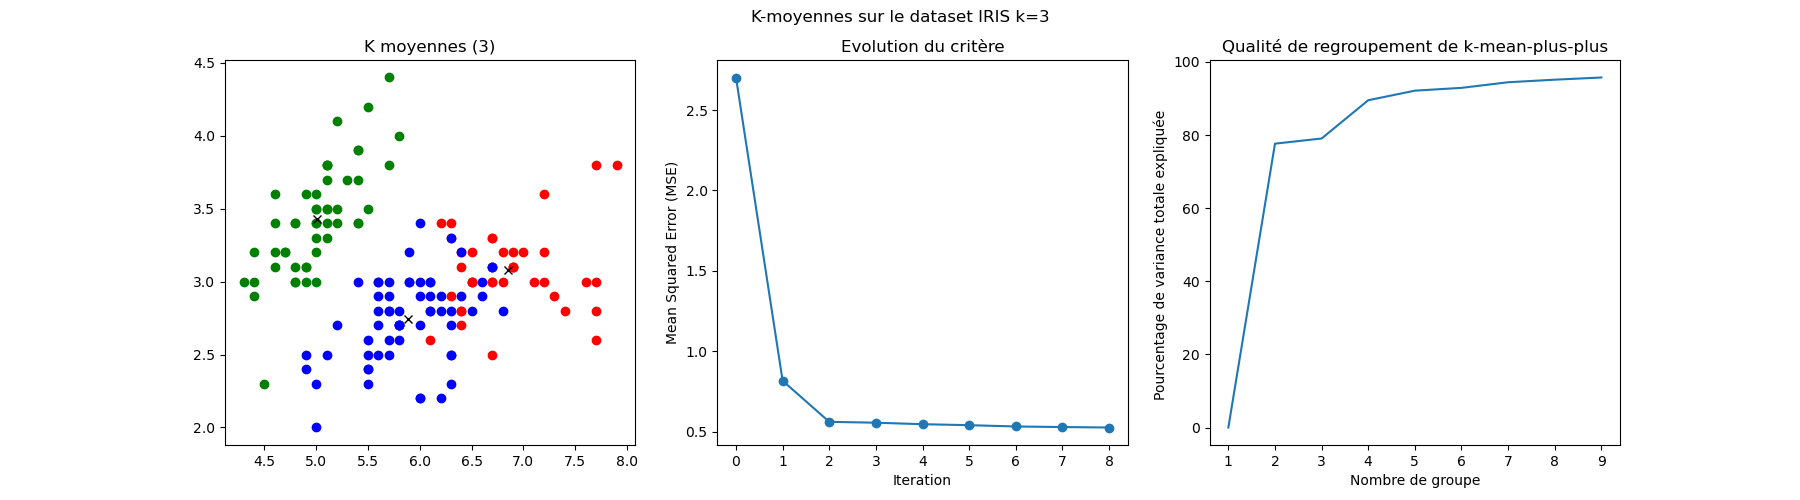 K-moyennes sur le dataset IRIS k=3
K moyennes (3)
4.5
4.0
3.5
3.0
2.5
2.0
4.5 5.0 5.5 6.0 6.5 7.0 7.5 8.0
Evolution du critère
Mean Squared Error (MSE)
2.5
2.0
1.5
1.0
0.5
0 1 2 3 4 5 6 7 8
Iteration
Qualité de regroupement de k-mean-plus-plus
Pourcentage de variance totale expliquée
100
80
60
40
20
0
1 2 3 4 5 6 7 8 9
Nombre de groupe